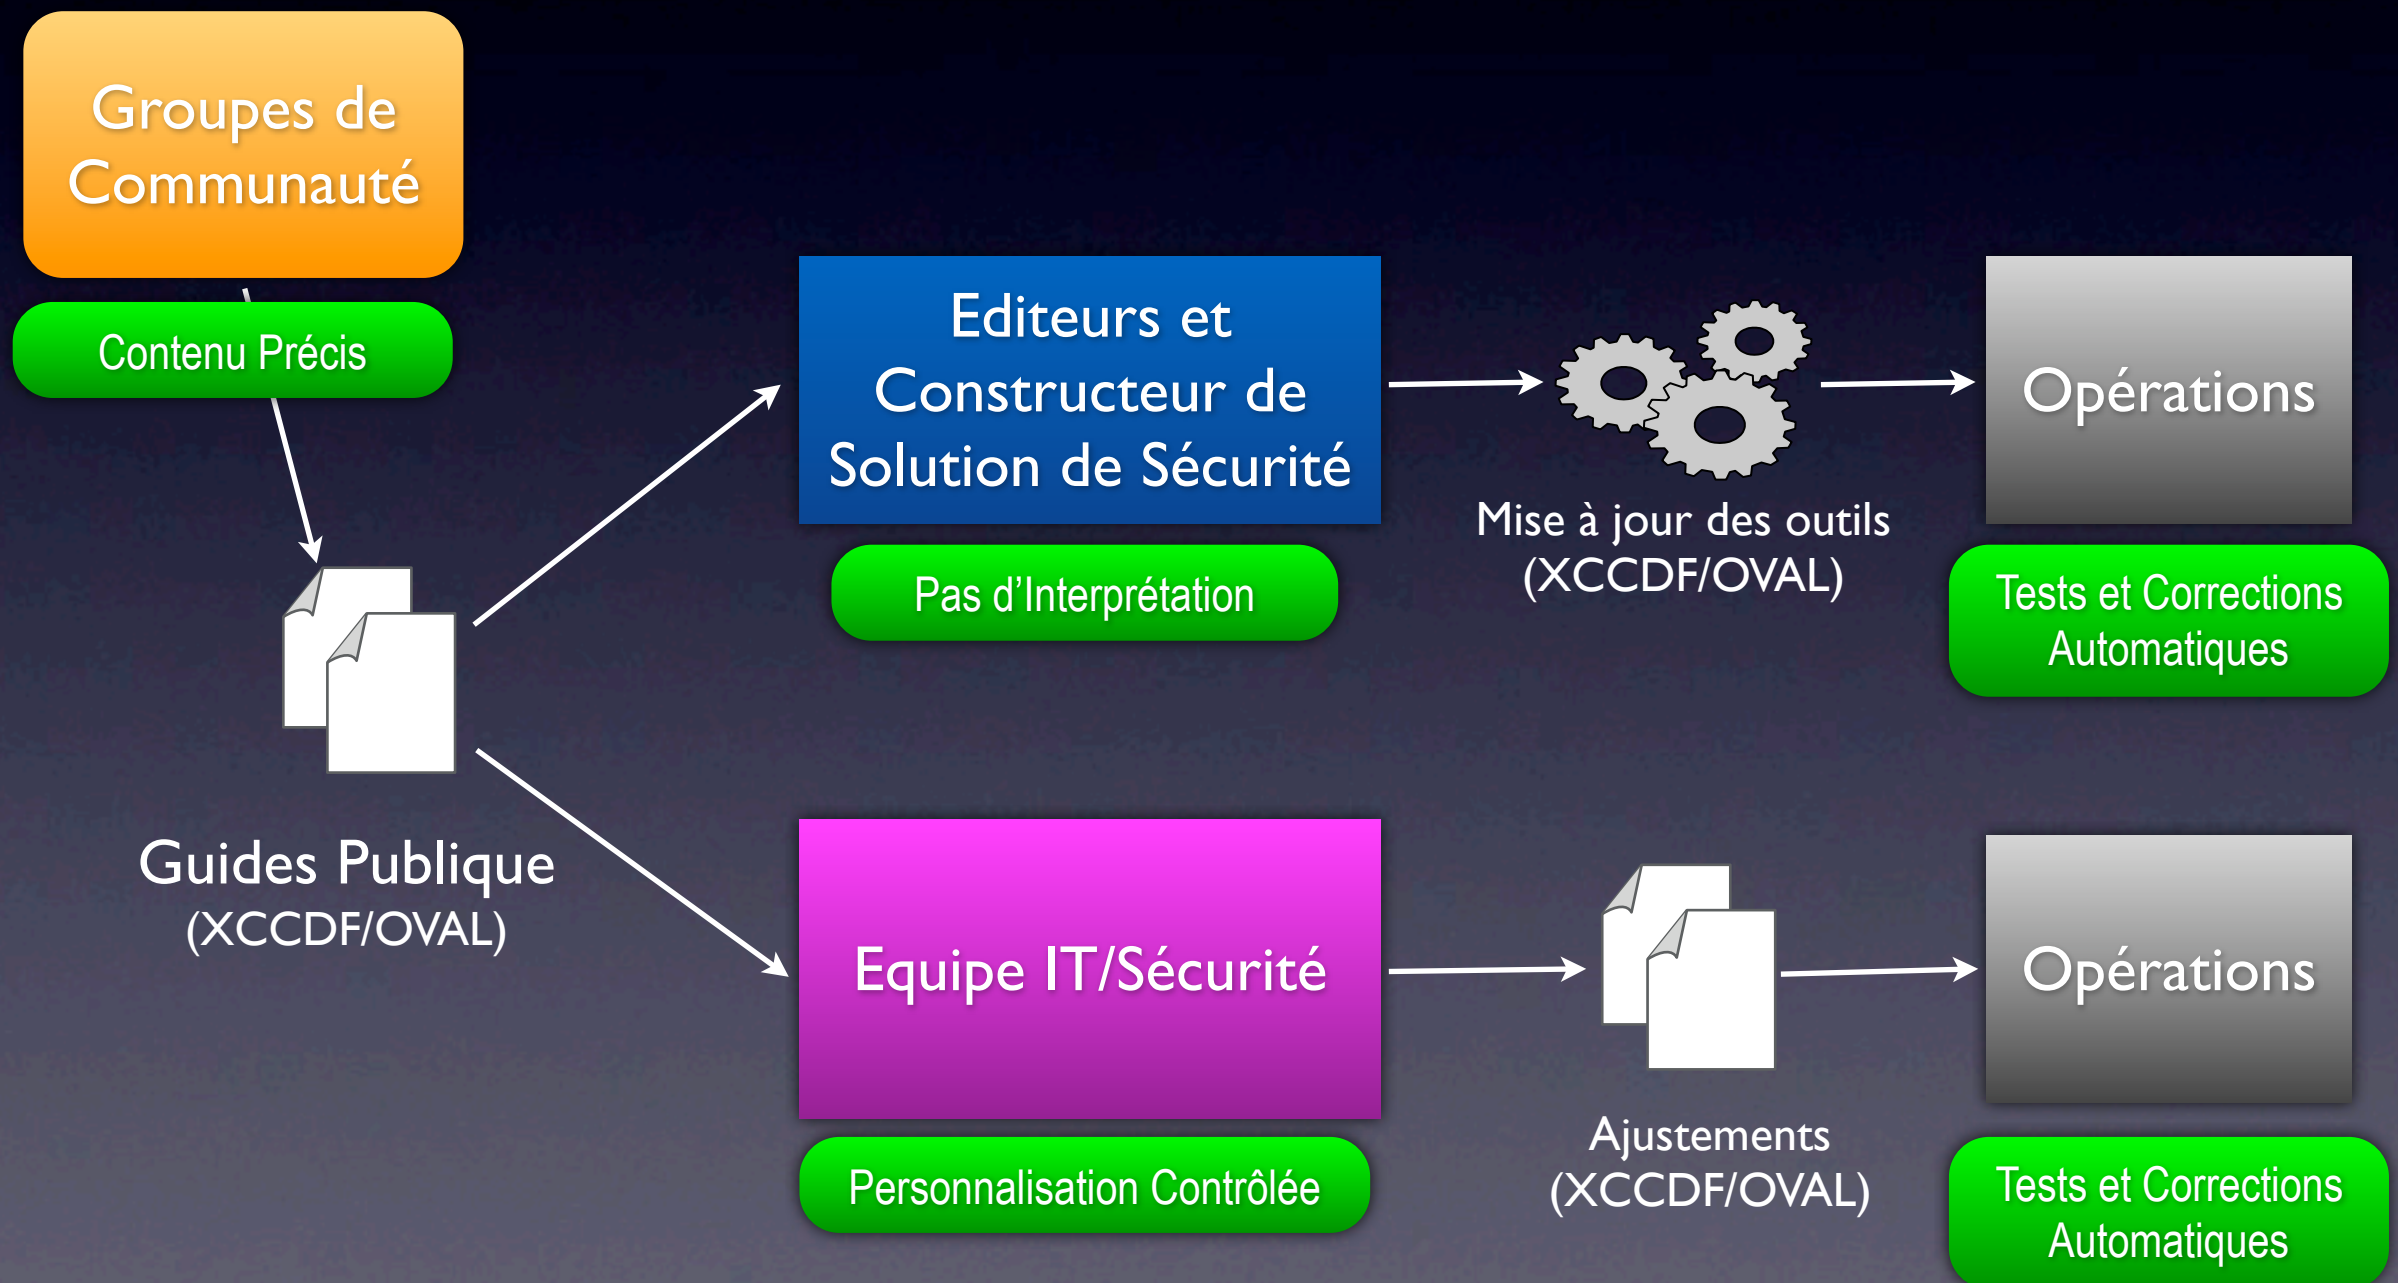 Groupes de
Communauté
Contenu Précis
Guides Publique
(XCCDF/OVAL)
Editeurs et
Constructeur de
Solution de Sécurité
Pas d’Interprétation
Mise à jour des outils
(XCCDF/OVAL)
Opérations
Tests et Corrections
Automatiques
Equipe IT/Sécurité
Personnalisation Contrôlée
Ajustements
(XCCDF/OVAL)
Opérations
Tests et Corrections
Automatiques